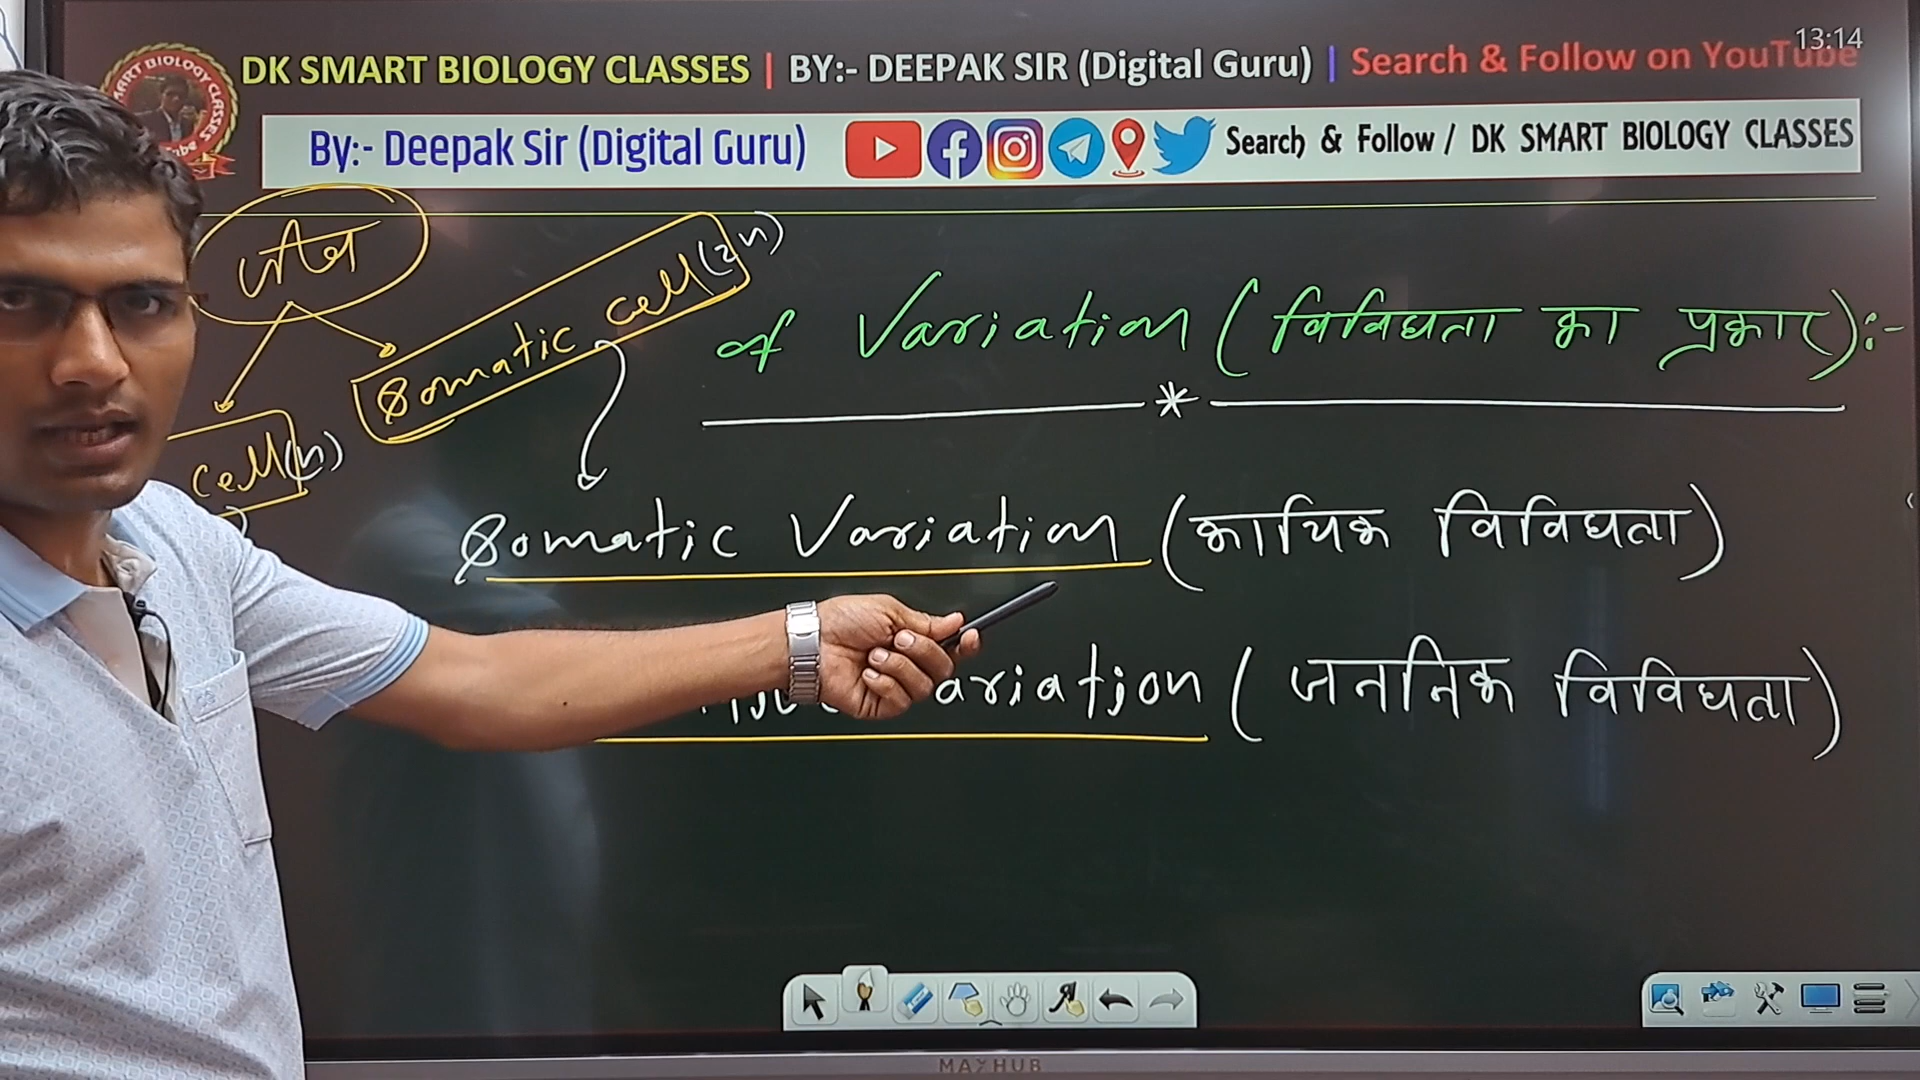 13:14
DK SMART BIOLOGY CLASSES | BY:- DEEPAK SIR (Digital Guru) | Search & Follow on YouTube
By:- Deepak Sir (Digital Guru) Search & Follow / DK SMART BIOLOGY CLASSES
Somatic cell (2n)
cell (n)
of Variation (विविधता का प्रकार):-
Somatic Variation (कायिक विविधता)
ariation (जननिक विविधता)
MAXHUB